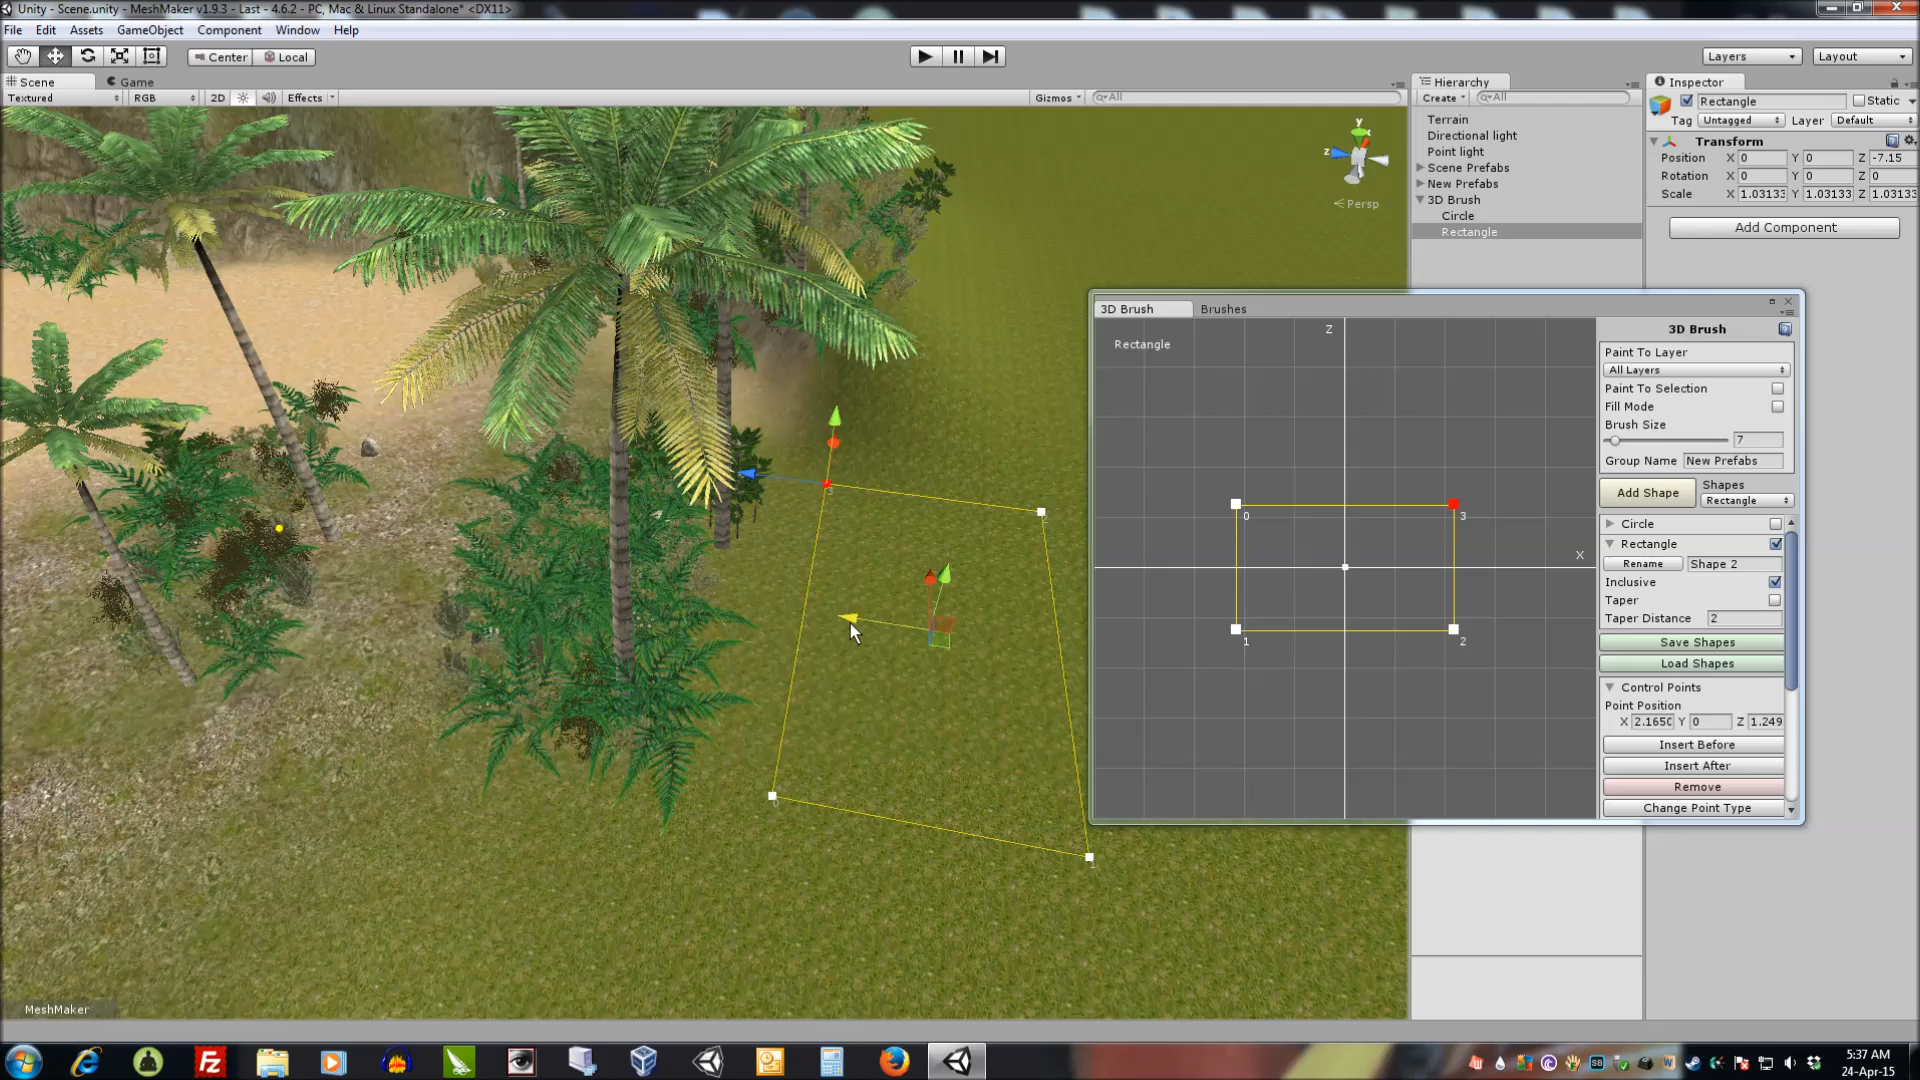 Unity - Scene.unity - MeshMaker v1.9.3 - Last - 4.6.2 - PC, Mac & Linux Standalone* <DX11>
File Edit Assets GameObject Component Window Help
Center Local
Layers Layout
Scene Game
Textured RGB 2D Effects Gizmos All
Hierarchy
Create All
Terrain
Directional light
Point light
Scene Prefabs
New Prefabs
3D Brush
Circle
Rectangle
Inspector
Rectangle Static
Tag Untagged Layer Default
Transform
Position X 0 Y 0 Z -7.15
Rotation X 0 Y 0 Z 0
Scale X 1.03133 Y 1.03133 Z 1.03133
Add Component
y
z
Persp
3D Brush Brushes
Rectangle
Z
X
0
3
1
2
3D Brush
Paint To Layer
All Layers
Paint To Selection
Fill Mode
Brush Size
7
Group Name New Prefabs
Add Shape
Shapes
Rectangle
Circle
Rectangle
Rename Shape 2
Inclusive
Taper
Taper Distance 2
Save Shapes
Load Shapes
Control Points
Point Position
X 2.1650 Y 0 Z 1.249
Insert Before
Insert After
Remove
Change Point Type
MeshMaker
5:37 AM
24-Apr-15